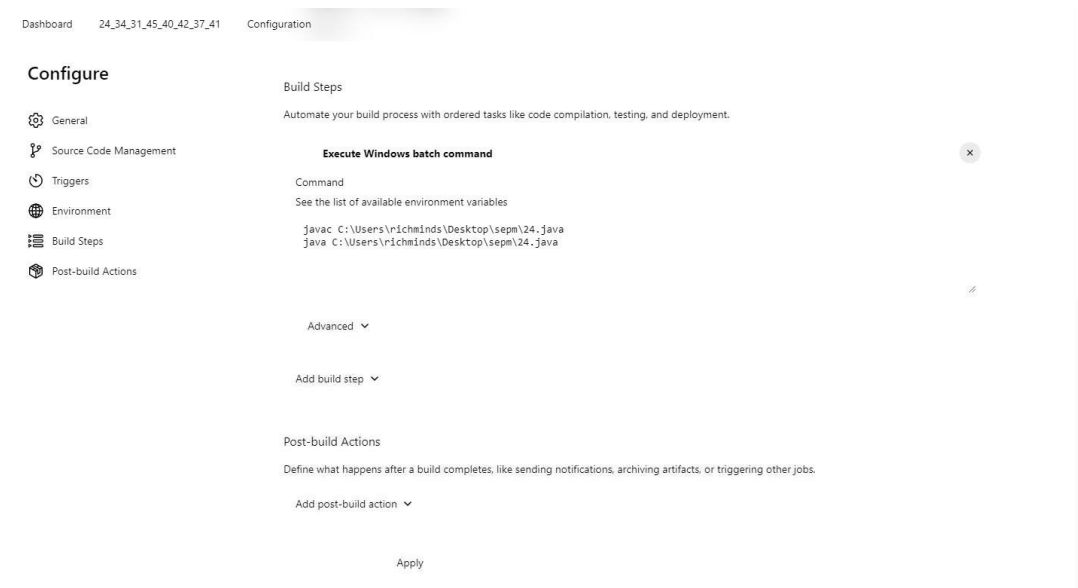 Dashboard 24_34_31_45_40_42_37_41 Configuration
Configure
General
Source Code Management
Triggers
Environment
Build Steps
Post-build Actions
Build Steps
Automate your build process with ordered tasks like code compilation, testing, and deployment.
Execute Windows batch command
Command
See the list of available environment variables
javac C:\Users\richminds\Desktop\sepm\24.java
java C:\Users\richminds\Desktop\sepm\24.java
Advanced
Add build step
Post-build Actions
Define what happens after a build completes, like sending notifications, archiving artifacts, or triggering other jobs.
Add post-build action
Apply